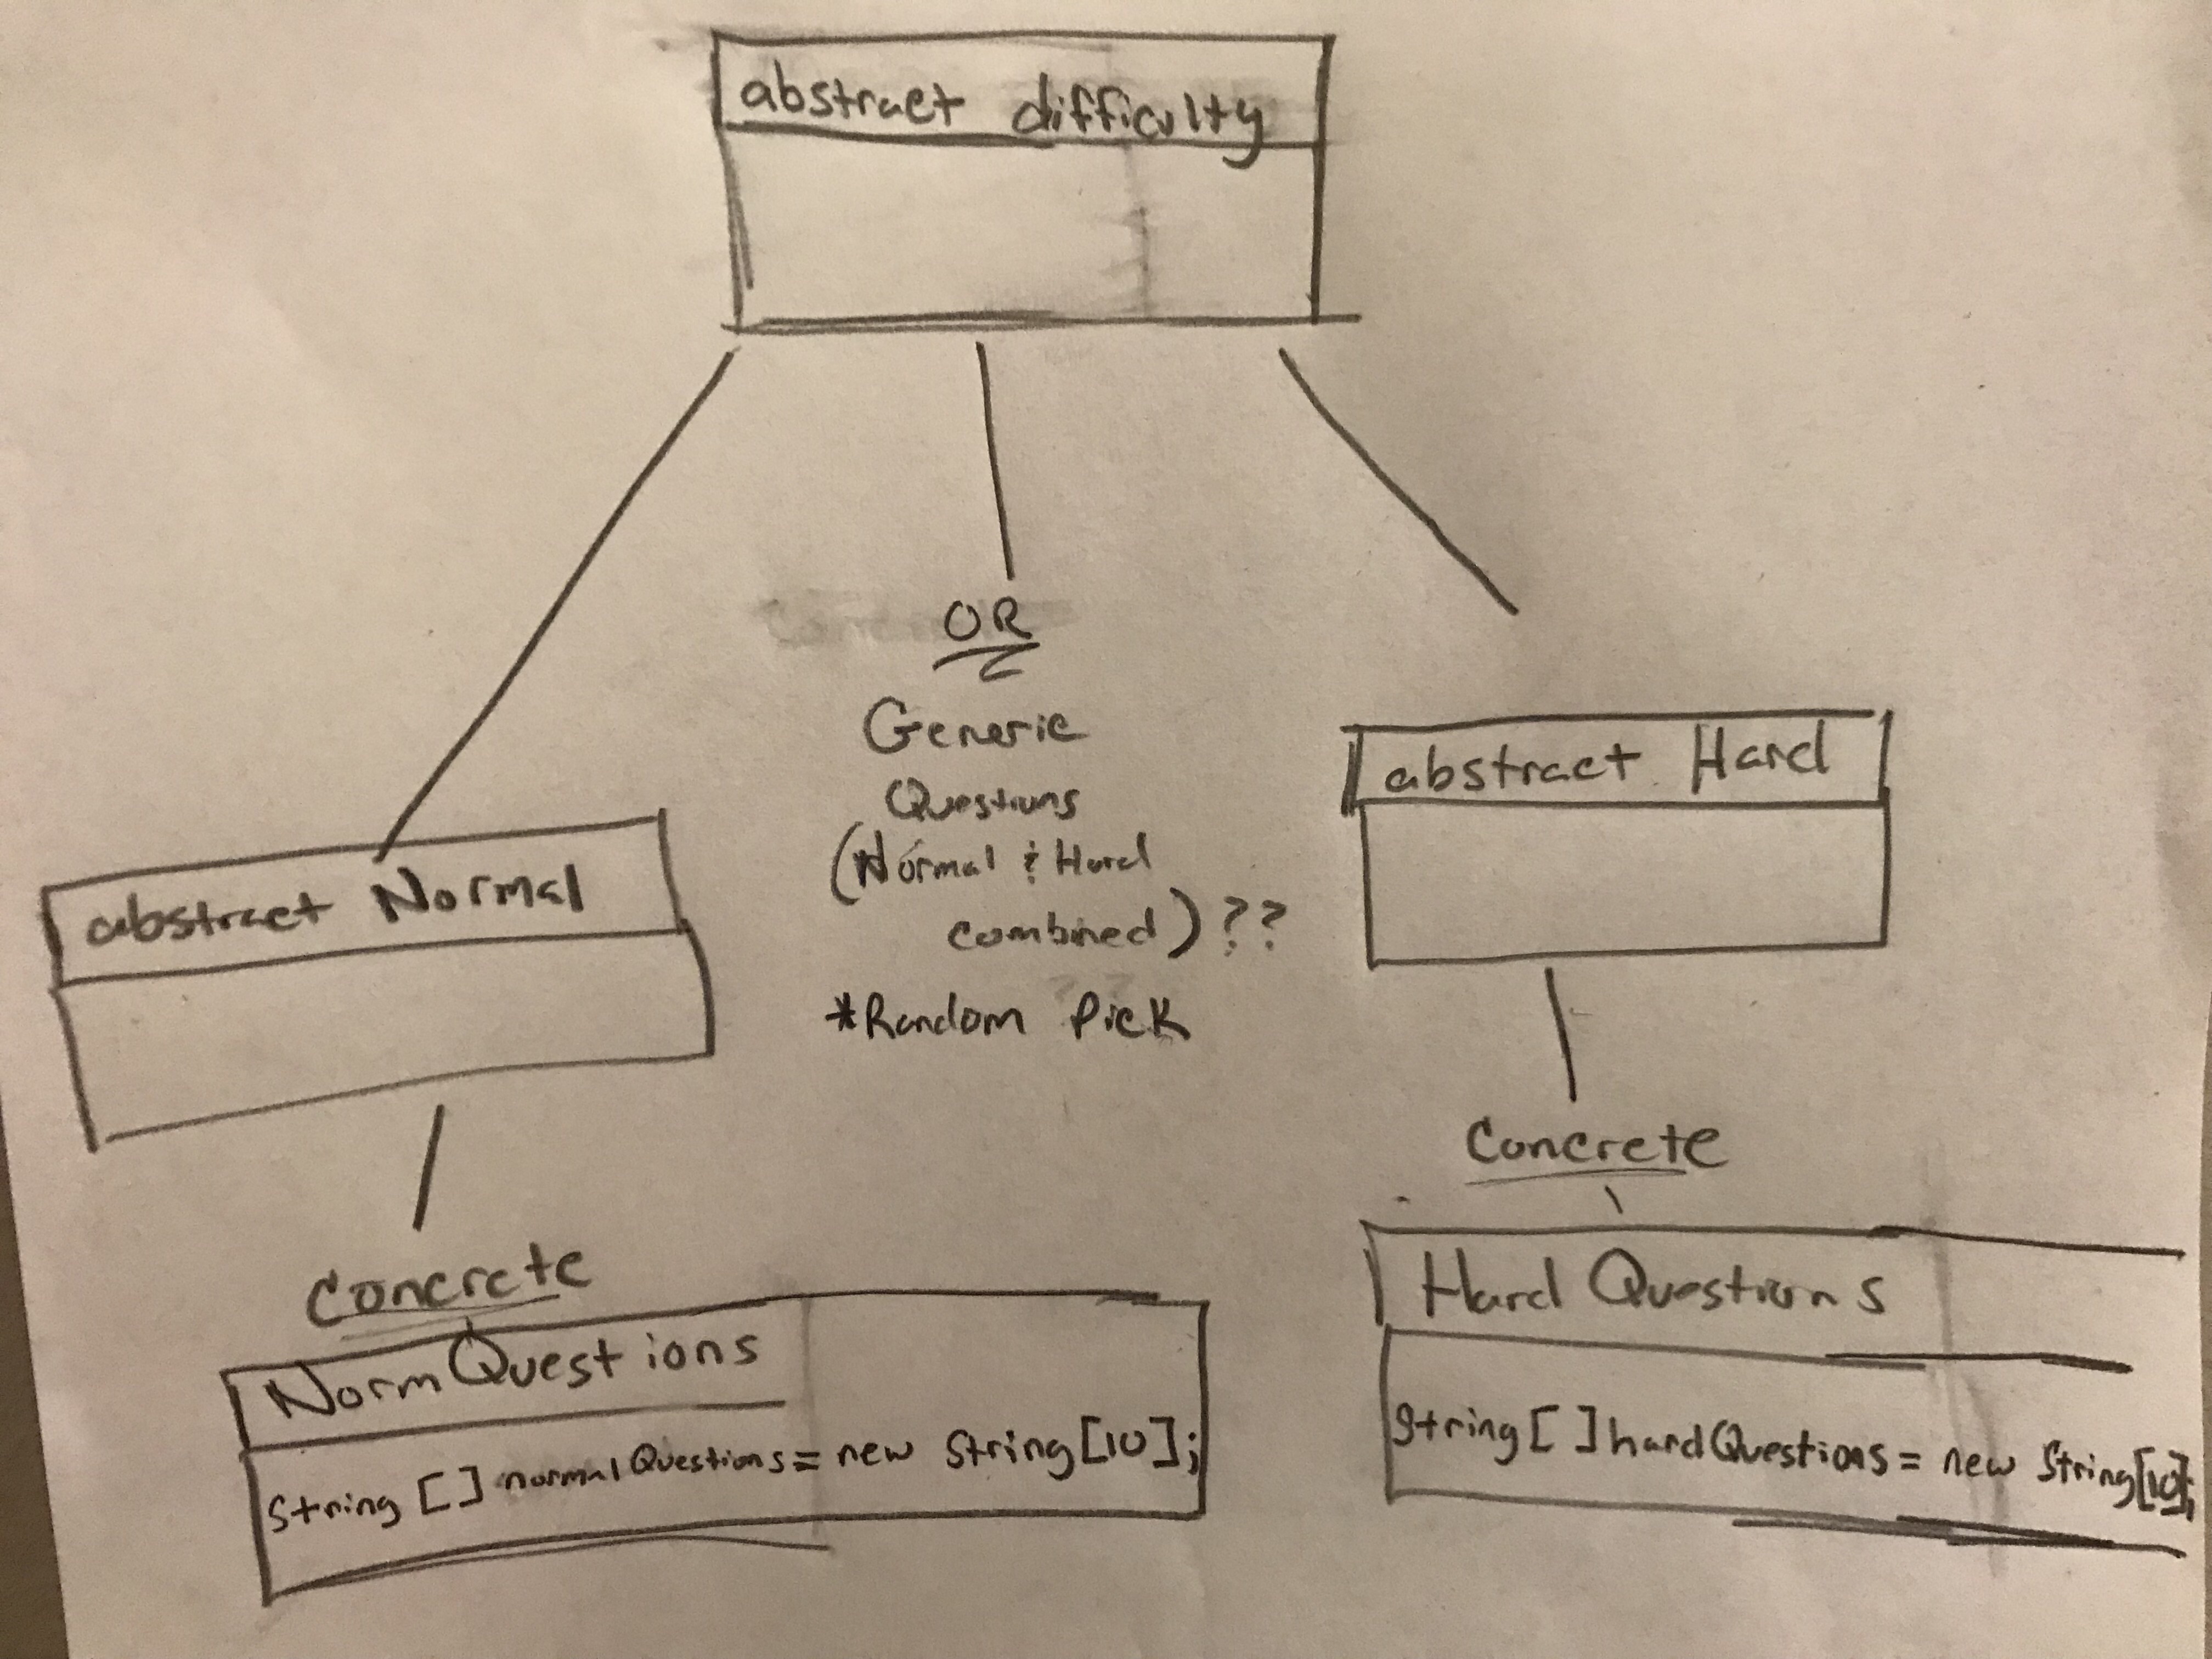 abstract difficulty
OR
Generic
Questions
(Normal & Hard
combined) ??
*Random Pick
abstract Hard
abstract Normal
Concrete
Hard Questions
String[] hardQuestions = new String[10];
Concrete
NormQuestions
String[] normalQuestions = new String[10];